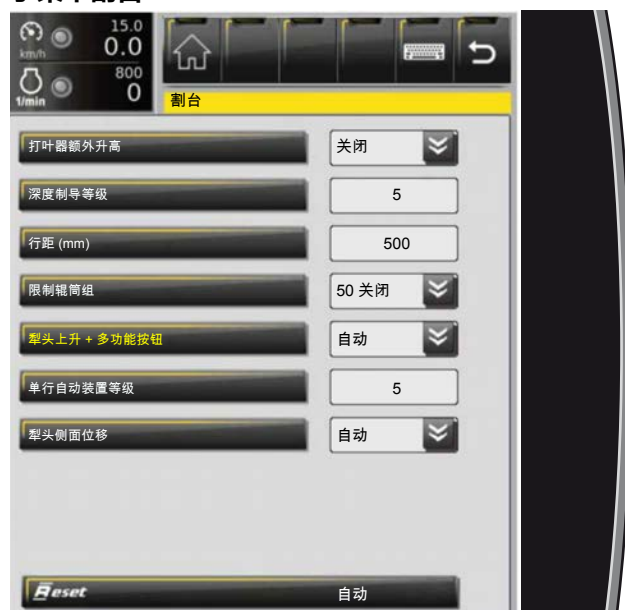 15.0
km/h 0.0
800
1/min 0
割台
打叶器额外升高 关闭
深度制导等级 5
行距 (mm) 500
限制辊筒组 50 关闭
犁头上升 + 多功能按钮 自动
单行自动装置等级 5
犁头侧面位移 自动
Reset 自动